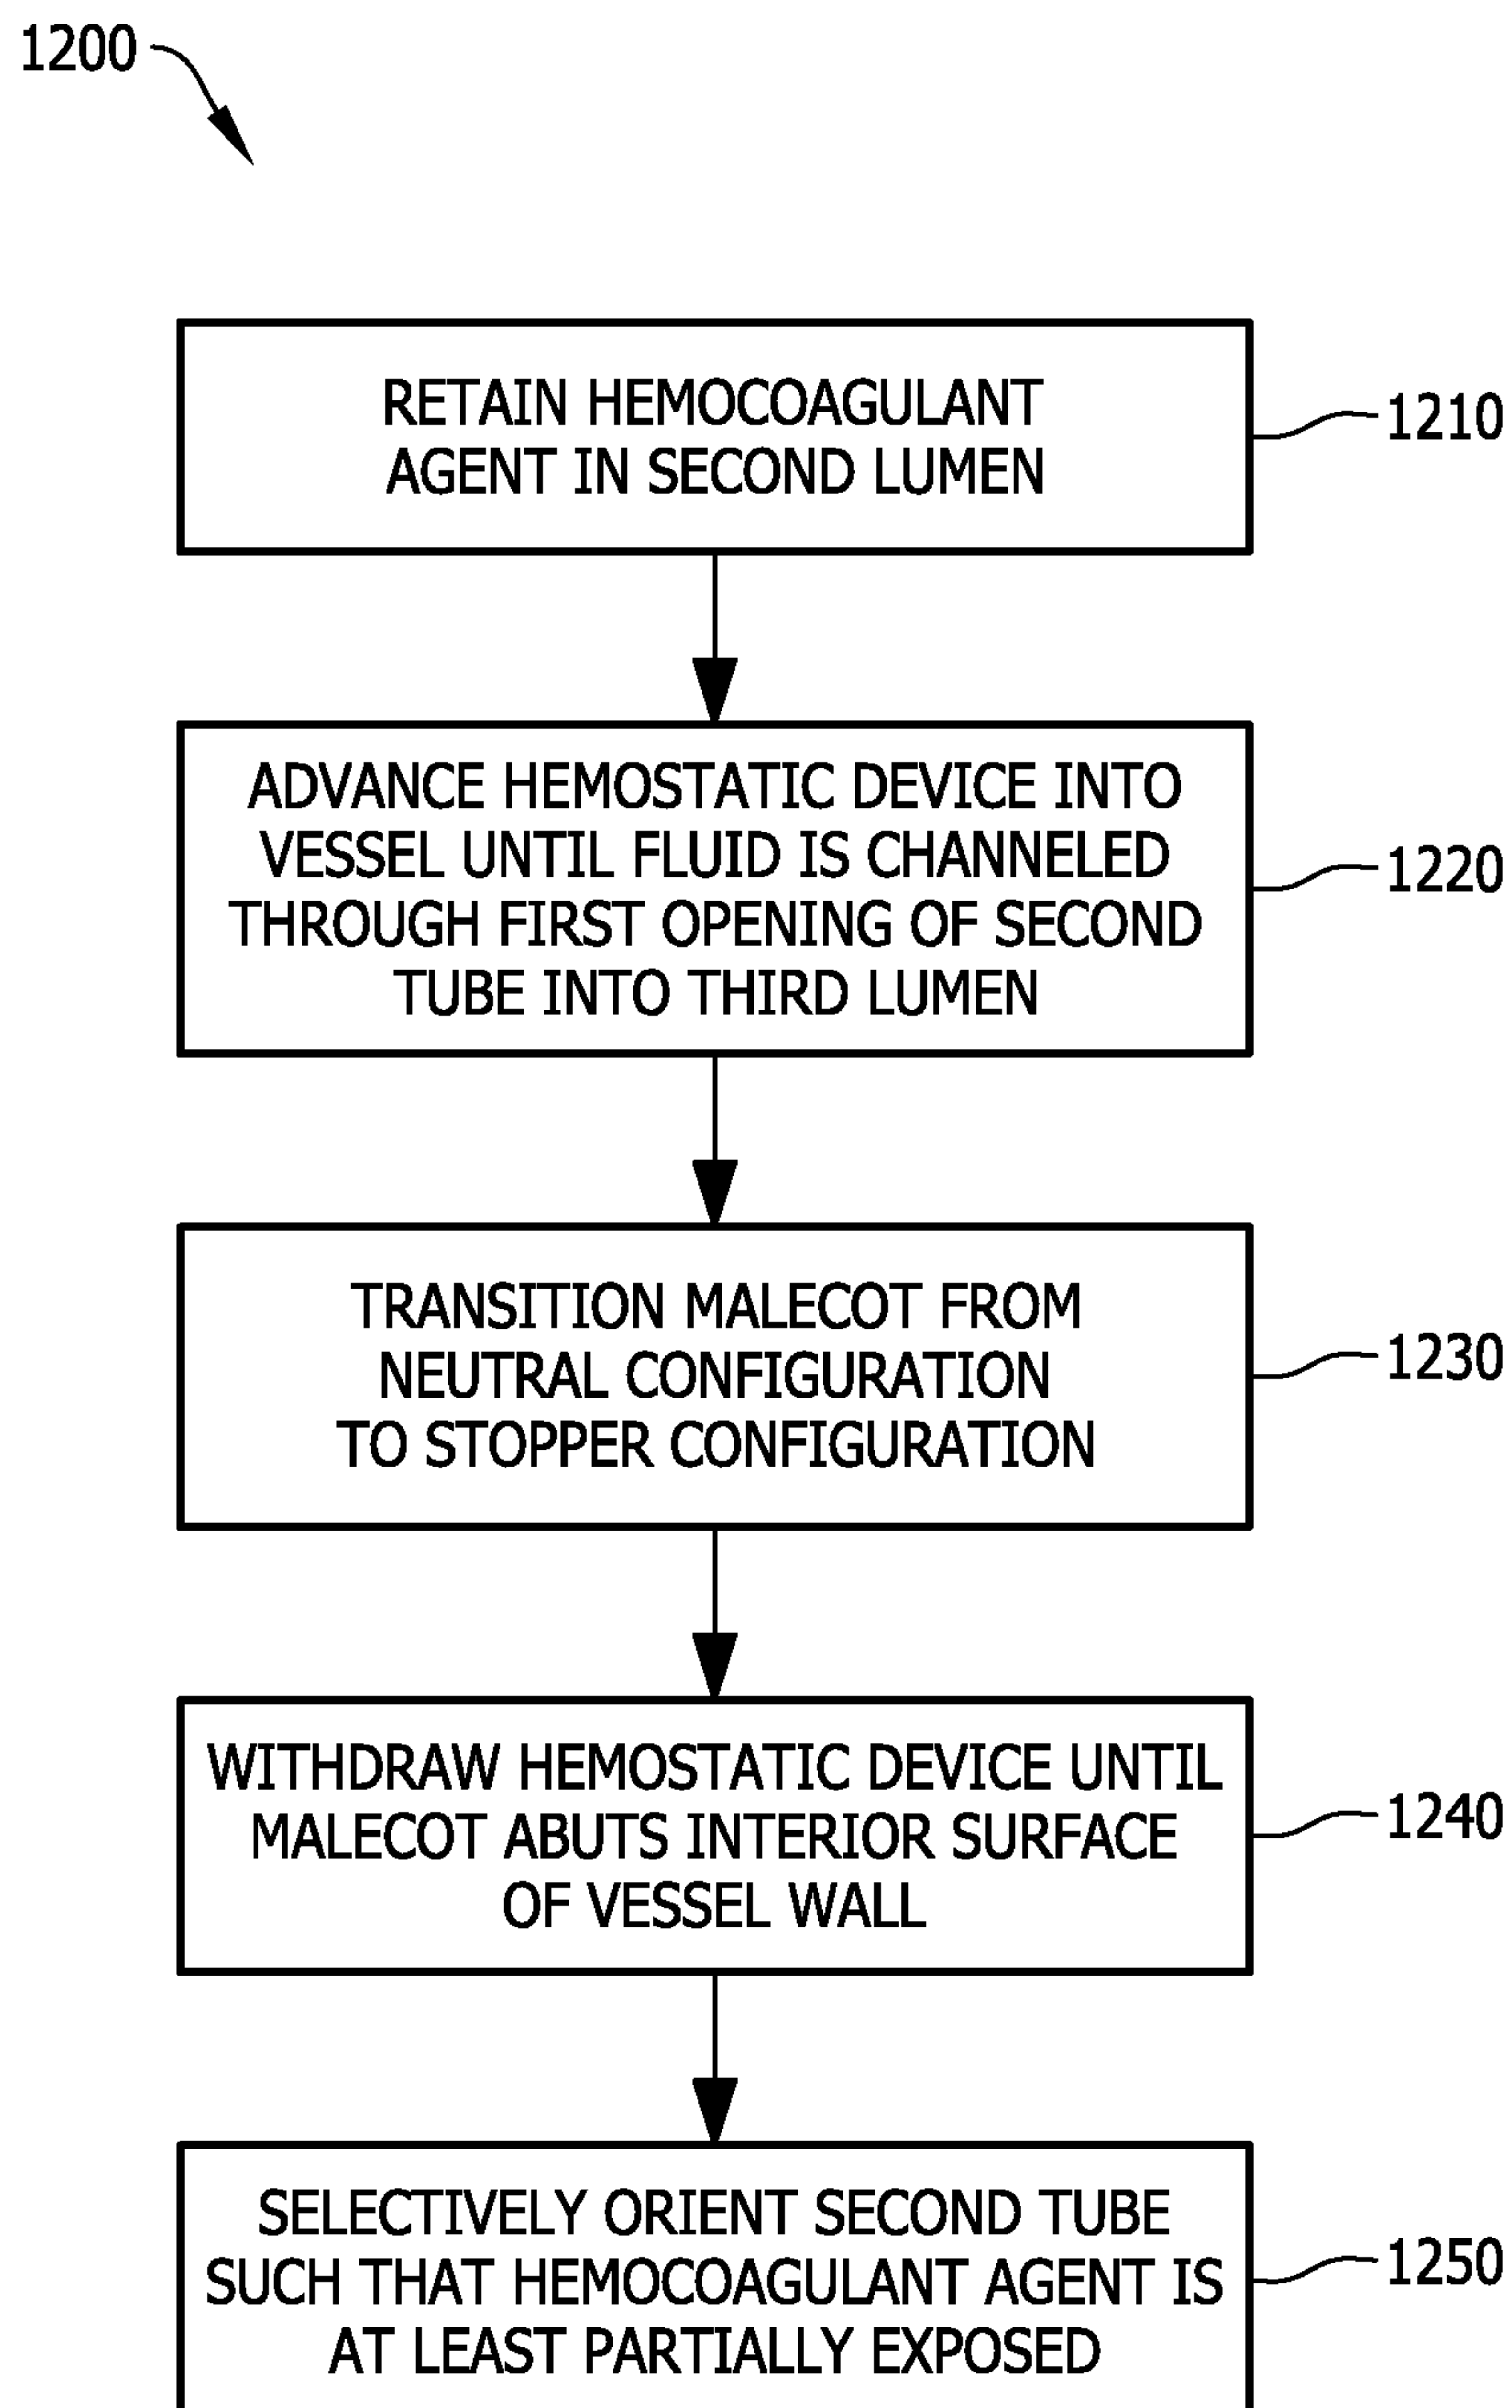 1200
RETAIN HEMOCOAGULANT
AGENT IN SECOND LUMEN
1210
ADVANCE HEMOSTATIC DEVICE INTO
VESSEL UNTIL FLUID IS CHANNELED
THROUGH FIRST OPENING OF SECOND
TUBE INTO THIRD LUMEN
1220
TRANSITION MALECOT FROM
NEUTRAL CONFIGURATION
TO STOPPER CONFIGURATION
1230
WITHDRAW HEMOSTATIC DEVICE UNTIL
MALECOT ABUTS INTERIOR SURFACE
OF VESSEL WALL
1240
SELECTIVELY ORIENT SECOND TUBE
SUCH THAT HEMOCOAGULANT AGENT IS
AT LEAST PARTIALLY EXPOSED
1250